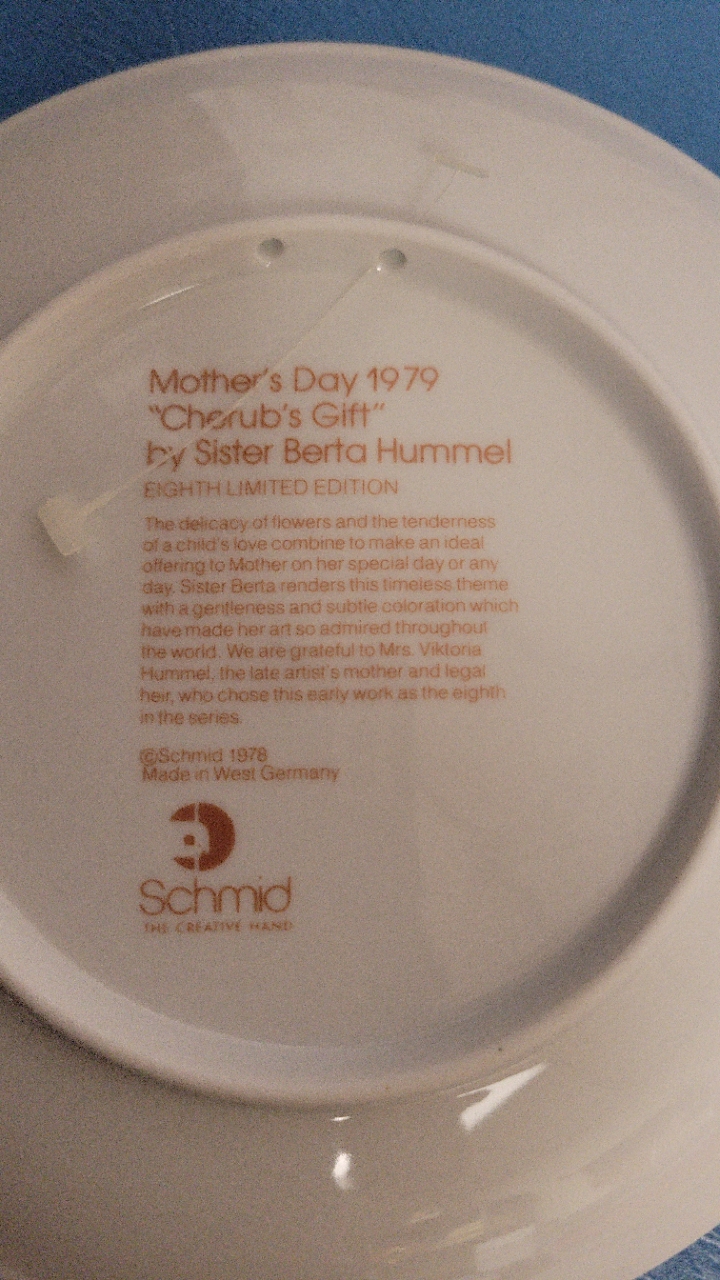 Mother's Day 1979
"Cherub's Gift"
by Sister Berta Hummel
EIGHTH LIMITED EDITION
The delicacy of flowers and the tenderness
of a child's love combine to make an ideal
offering to Mother on her special day or any
day. Sister Berta renders this timeless theme
with a gentleness and subtle coloration which
have made her art so admired throughout
the world. We are grateful to Mrs. Viktoria
Hummel, the late artist's mother and legal
heir, who chose this early work as the eighth
in the series.
©Schmid 1978
Made in West Germany
Schmid
THE CREATIVE HAND